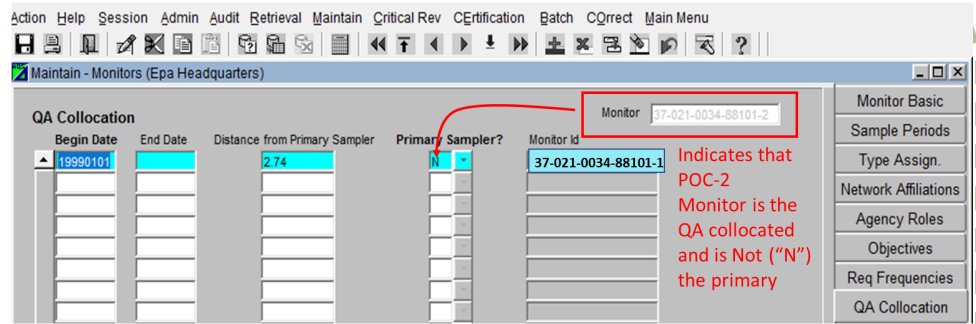 Action Help Session Admin Audit Retrieval Maintain Critical Rev CErtification Batch COrrect Main Menu
Maintain - Monitors (Epa Headquarters)
QA Collocation
Monitor 37-021-0034-88101-2
Begin Date End Date Distance from Primary Sampler Primary Sampler? Monitor Id
19990101 2.74 N 37-021-0034-88101-1
Indicates that
POC-2
Monitor is the
QA collocated
and is Not (“N”)
the primary
Monitor Basic
Sample Periods
Type Assign.
Network Affiliations
Agency Roles
Objectives
Req Frequencies
QA Collocation